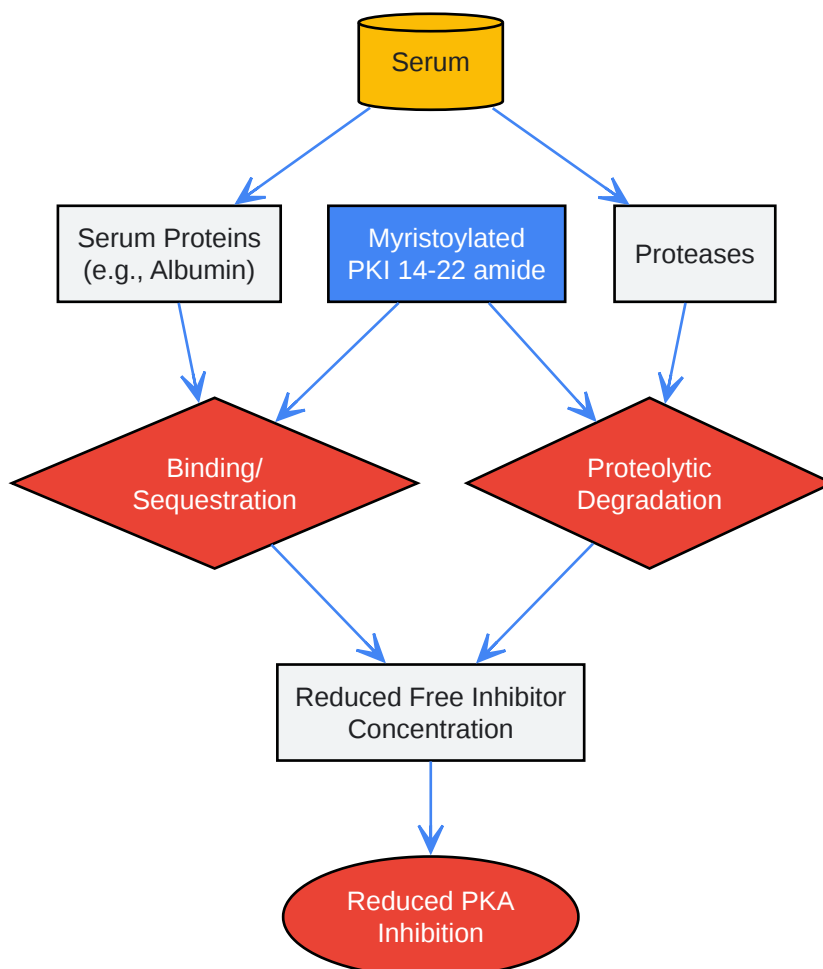 Serum
Serum Proteins
(e.g., Albumin)
Myristoylated
PKI 14-22 amide
Proteases
Binding/
Sequestration
Proteolytic
Degradation
Reduced Free Inhibitor
Concentration
Reduced PKA
Inhibition